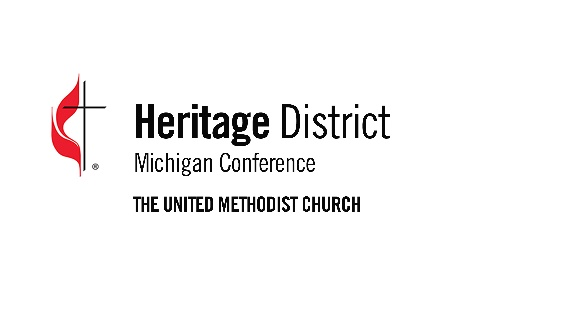 Heritage District
Michigan Conference
®
THE UNITED METHODIST CHURCH